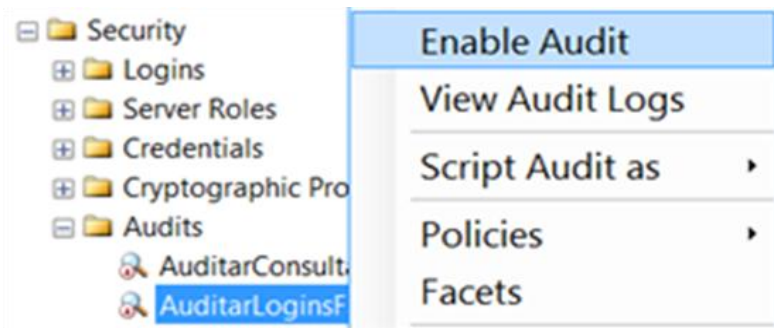 Security
Logins
Server Roles
Credentials
Cryptographic Pro
Audits
AuditarConsult
AuditarLoginsF
Enable Audit
View Audit Logs
Script Audit as
Policies
Facets